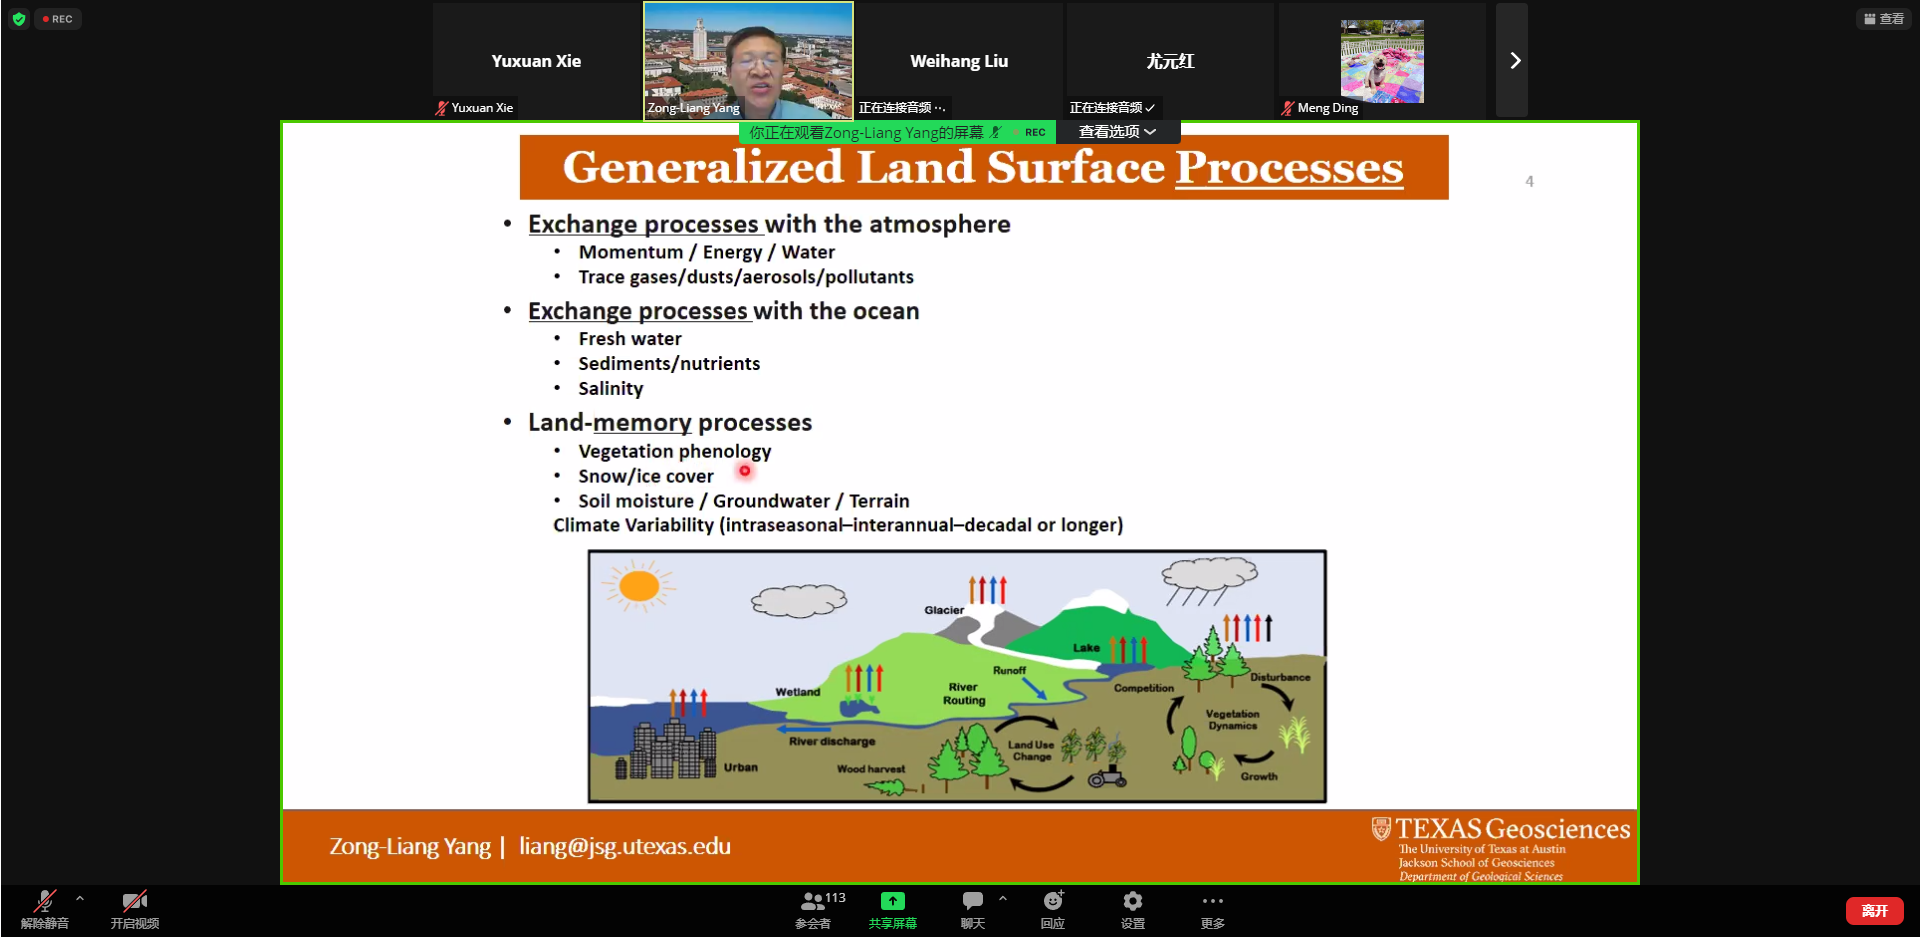 REC
查看
Yuxuan Xie
Weihang Liu
尤元红
Yuxuan Xie
Zong-Liang Yang
正在连接音频 ··.
正在连接音频
Meng Ding
你正在观看Zong-Liang Yang的屏幕
REC
查看选项
Generalized Land Surface Processes
4
• Exchange processes with the atmosphere
• Momentum / Energy / Water
• Trace gases/dusts/aerosols/pollutants
• Exchange processes with the ocean
• Fresh water
• Sediments/nutrients
• Salinity
• Land-memory processes
• Vegetation phenology
• Snow/ice cover
• Soil moisture / Groundwater / Terrain
Climate Variability (intraseasonal–interannual–decadal or longer)
Glacier
Lake
Runoff
Wetland
River
Routing
Competition
Disturbance
Vegetation
Dynamics
River discharge
Land Use
Change
Urban
Wood harvest
Growth
Zong-Liang Yang | liang@jsg.utexas.edu
TEXAS Geosciences
The University of Texas at Austin
Jackson School of Geosciences
Department of Geological Sciences
解除静音
开启视频
113
参会者
共享屏幕
聊天
回应
设置
更多
离开